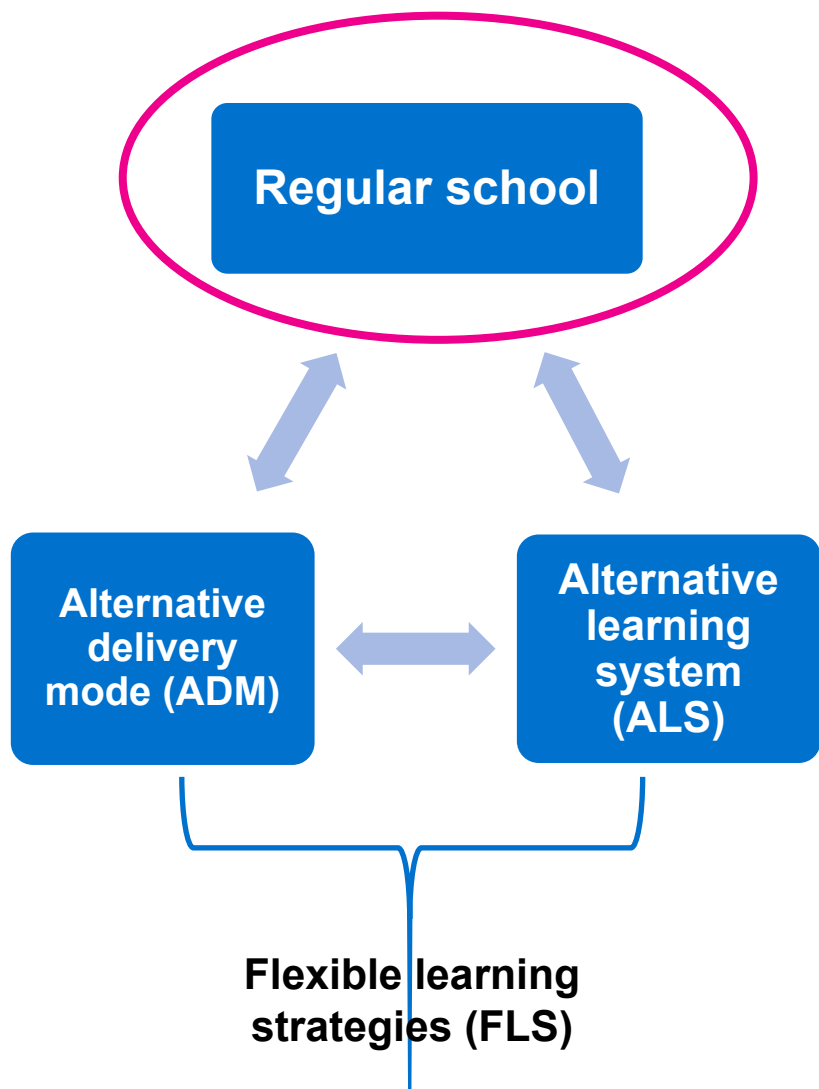 Regular school
Alternative
delivery
mode (ADM)
Alternative
learning
system
(ALS)
Flexible learning
strategies (FLS)